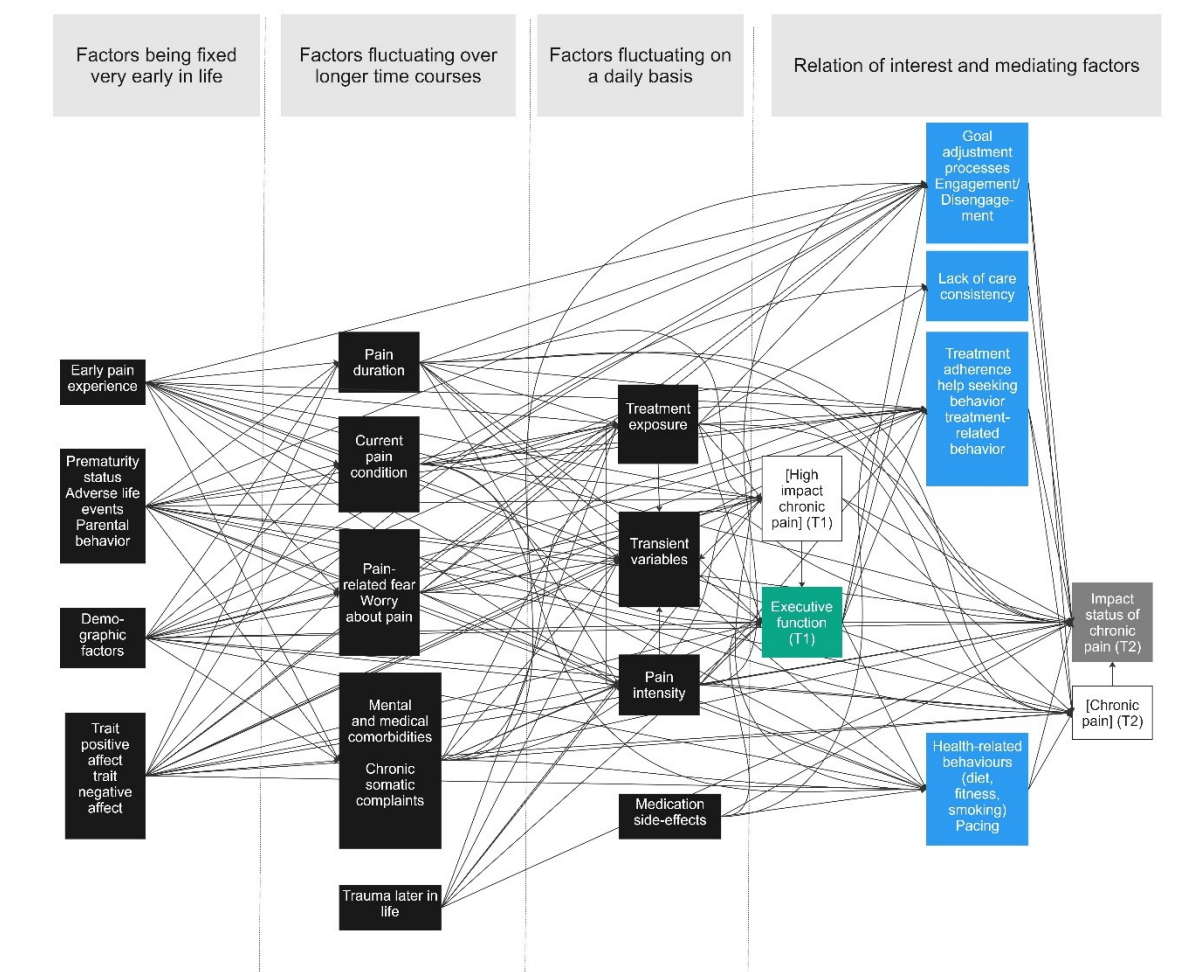 Factors being fixed
very early in life
Factors fluctuating over
longer time courses
Factors fluctuating on
a daily basis
Relation of interest and mediating factors
Goal
adjustment
processes
Engagement/
Disengage-
ment
Lack of care
consistency
Treatment
adherence
help seeking
behavior
treatment-
related
behavior
Early pain
experience
Prematurity
status
Adverse life
events
Parental
behavior
Demo-
graphic
factors
Trait
positive
affect
trait
negative
affect
Pain
duration
Current
pain
condition
Pain-
related fear
Worry
about pain
Mental
and medical
comorbidities
Chronic
somatic
complaints
Trauma later in
life
Treatment
exposure
Transient
variables
Pain
intensity
Medication
side-effects
[High
impact
chronic
pain] (T1)
Executive
function
(T1)
Impact
status of
chronic
pain (T2)
[Chronic
pain] (T2)
Health-related
behaviours
(diet,
fitness,
smoking)
Pacing